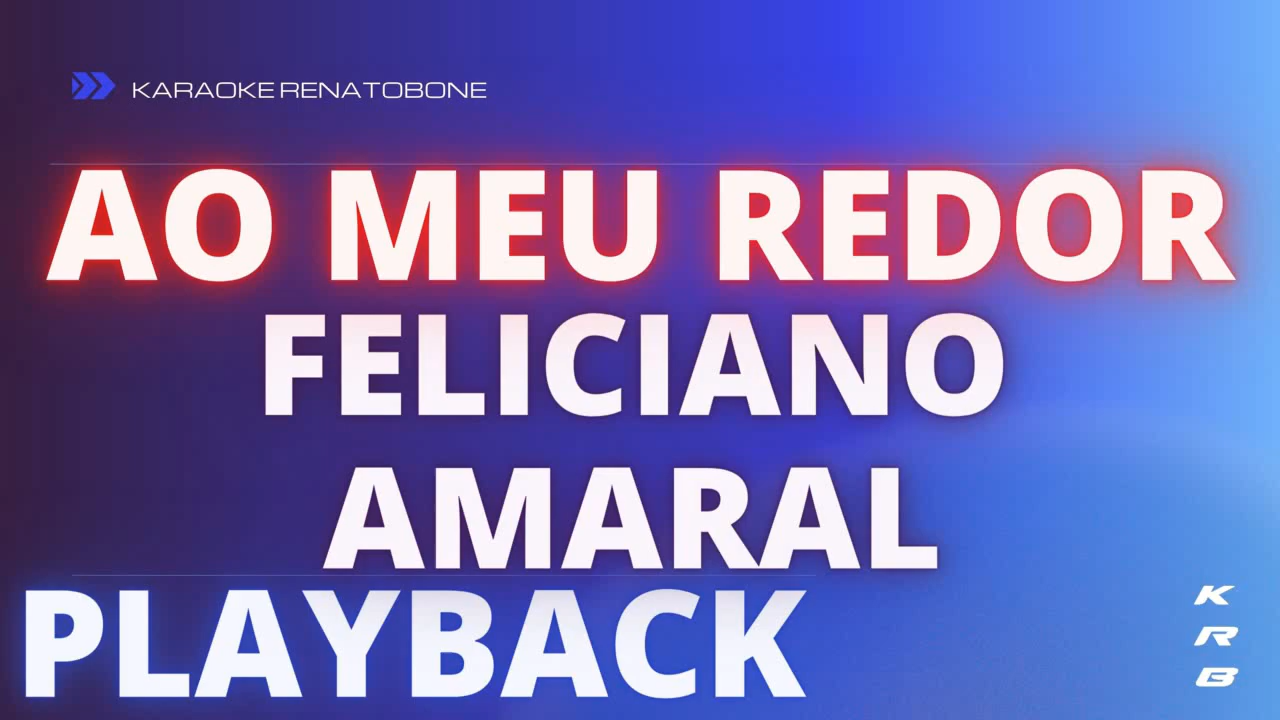 KARAOKE RENATOBONE
AO MEU REDOR
FELICIANO
AMARAL
PLAYBACK
K
R
B